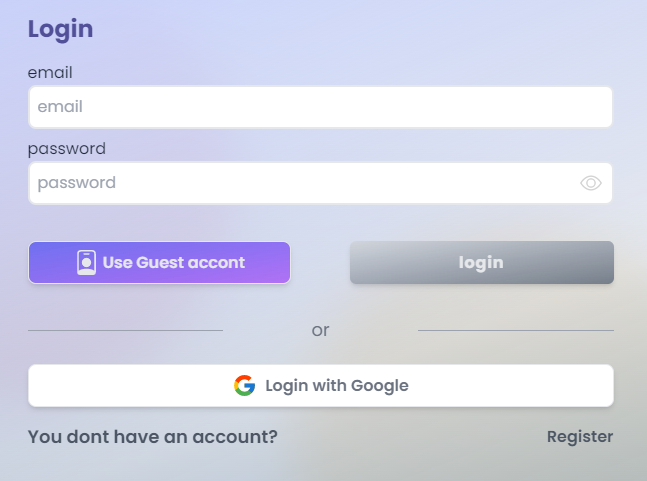 Login
email
email
password
password
Use Guest accont
login
or
Login with Google
You dont have an account?
Register